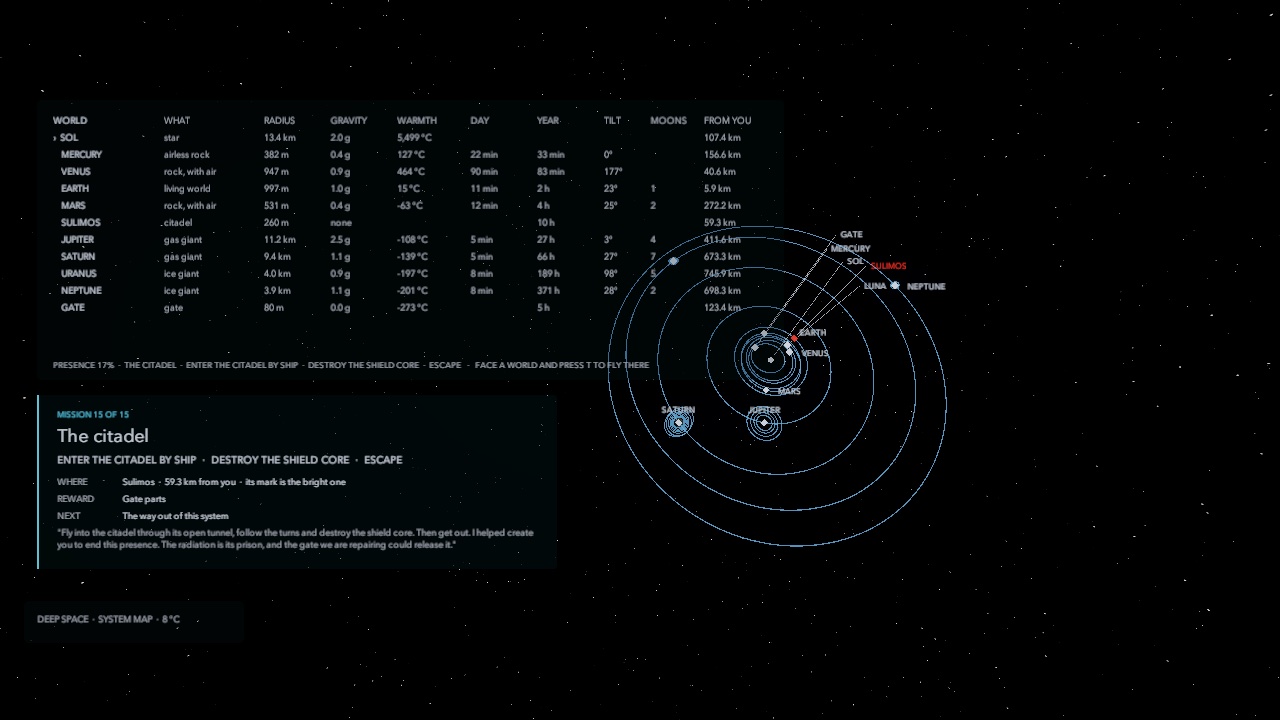 WORLD WHAT RADIUS GRAVITY WARMTH DAY YEAR TILT MOONS FROM YOU
› SOL star 13.4 km 2.0 g 5,499 °C 107.4 km
MERCURY airless rock 382 m 0.4 g 127 °C 22 min 33 min 0° 156.6 km
VENUS rock, with air 947 m 0.9 g 464 °C 90 min 83 min 177° 40.6 km
EARTH living world 997 m 1.0 g 15 °C 11 min 2 h 23° 1 5.9 km
MARS rock, with air 531 m 0.4 g -63 °C 12 min 4 h 25° 2 272.2 km
SULIMOS citadel 260 m none 10 h 59.3 km
JUPITER gas giant 11.2 km 2.5 g -108 °C 5 min 27 h 3° 4 411.6 km
SATURN gas giant 9.4 km 1.1 g -139 °C 5 min 66 h 27° 7 673.3 km
URANUS ice giant 4.0 km 0.9 g -197 °C 8 min 189 h 98° 5 745.9 km
NEPTUNE ice giant 3.9 km 1.1 g -201 °C 8 min 371 h 28° 2 698.3 km
GATE gate 80 m 0.0 g -273 °C 5 h 123.4 km
PRESENCE 17% · THE CITADEL · ENTER THE CITADEL BY SHIP · DESTROY THE SHIELD CORE · ESCAPE · FACE A WORLD AND PRESS T TO FLY THERE
GATE
MERCURY
SOL
SULIMOS
LUNA
NEPTUNE
EARTH
VENUS
MARS
SATURN
JUPITER
MISSION 15 OF 15
The citadel
ENTER THE CITADEL BY SHIP · DESTROY THE SHIELD CORE · ESCAPE
WHERE Sulimos · 59.3 km from you · its mark is the bright one
REWARD Gate parts
NEXT The way out of this system
"Fly into the citadel through its open tunnel, follow the turns and destroy the shield core. Then get out. I helped create
you to end this presence. The radiation is its prison, and the gate we are repairing could release it."
DEEP SPACE · SYSTEM MAP · 8 °C